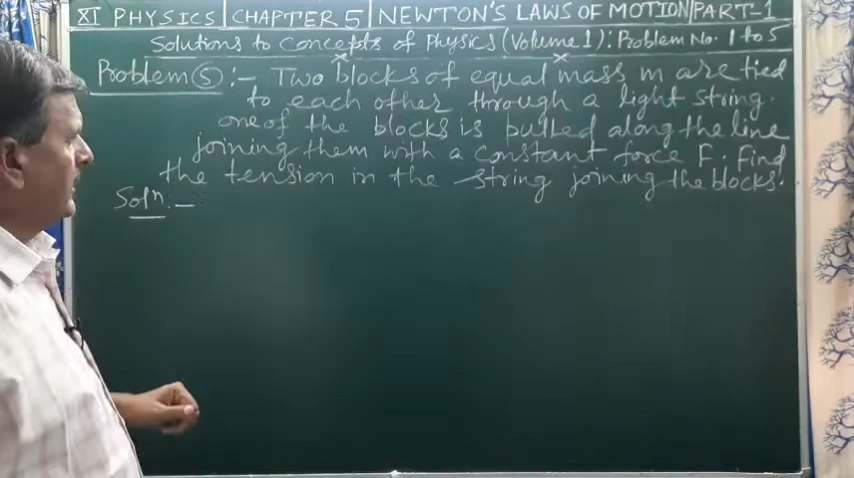 XI PHYSICS | CHAPTER 5 | NEWTON'S LAWS OF MOTION | PART-1
Solutions to Concepts of Physics (Volume 1) : Problem No. 1 to 5
Problem (5) :- Two blocks of equal mass m are tied
to each other through a light string.
one of the blocks is pulled along the line
joining them with a constant force F. Find
the tension in the string joining the blocks.
Soln. -